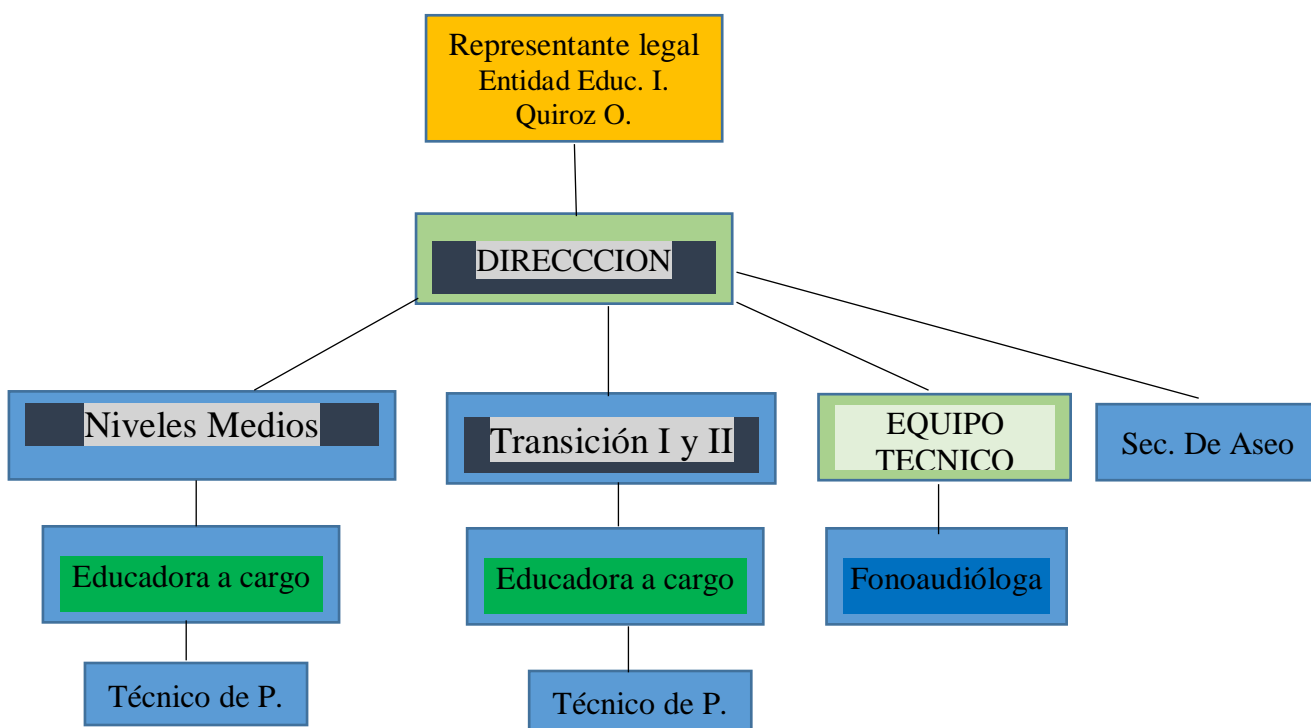 Representante legal
Entidad Educ. I.
Quiroz O.
DIRECCCION
Niveles Medios
Transición I y II
EQUIPO
TECNICO
Sec. De Aseo
Educadora a cargo
Educadora a cargo
Fonoaudióloga
Técnico de P.
Técnico de P.